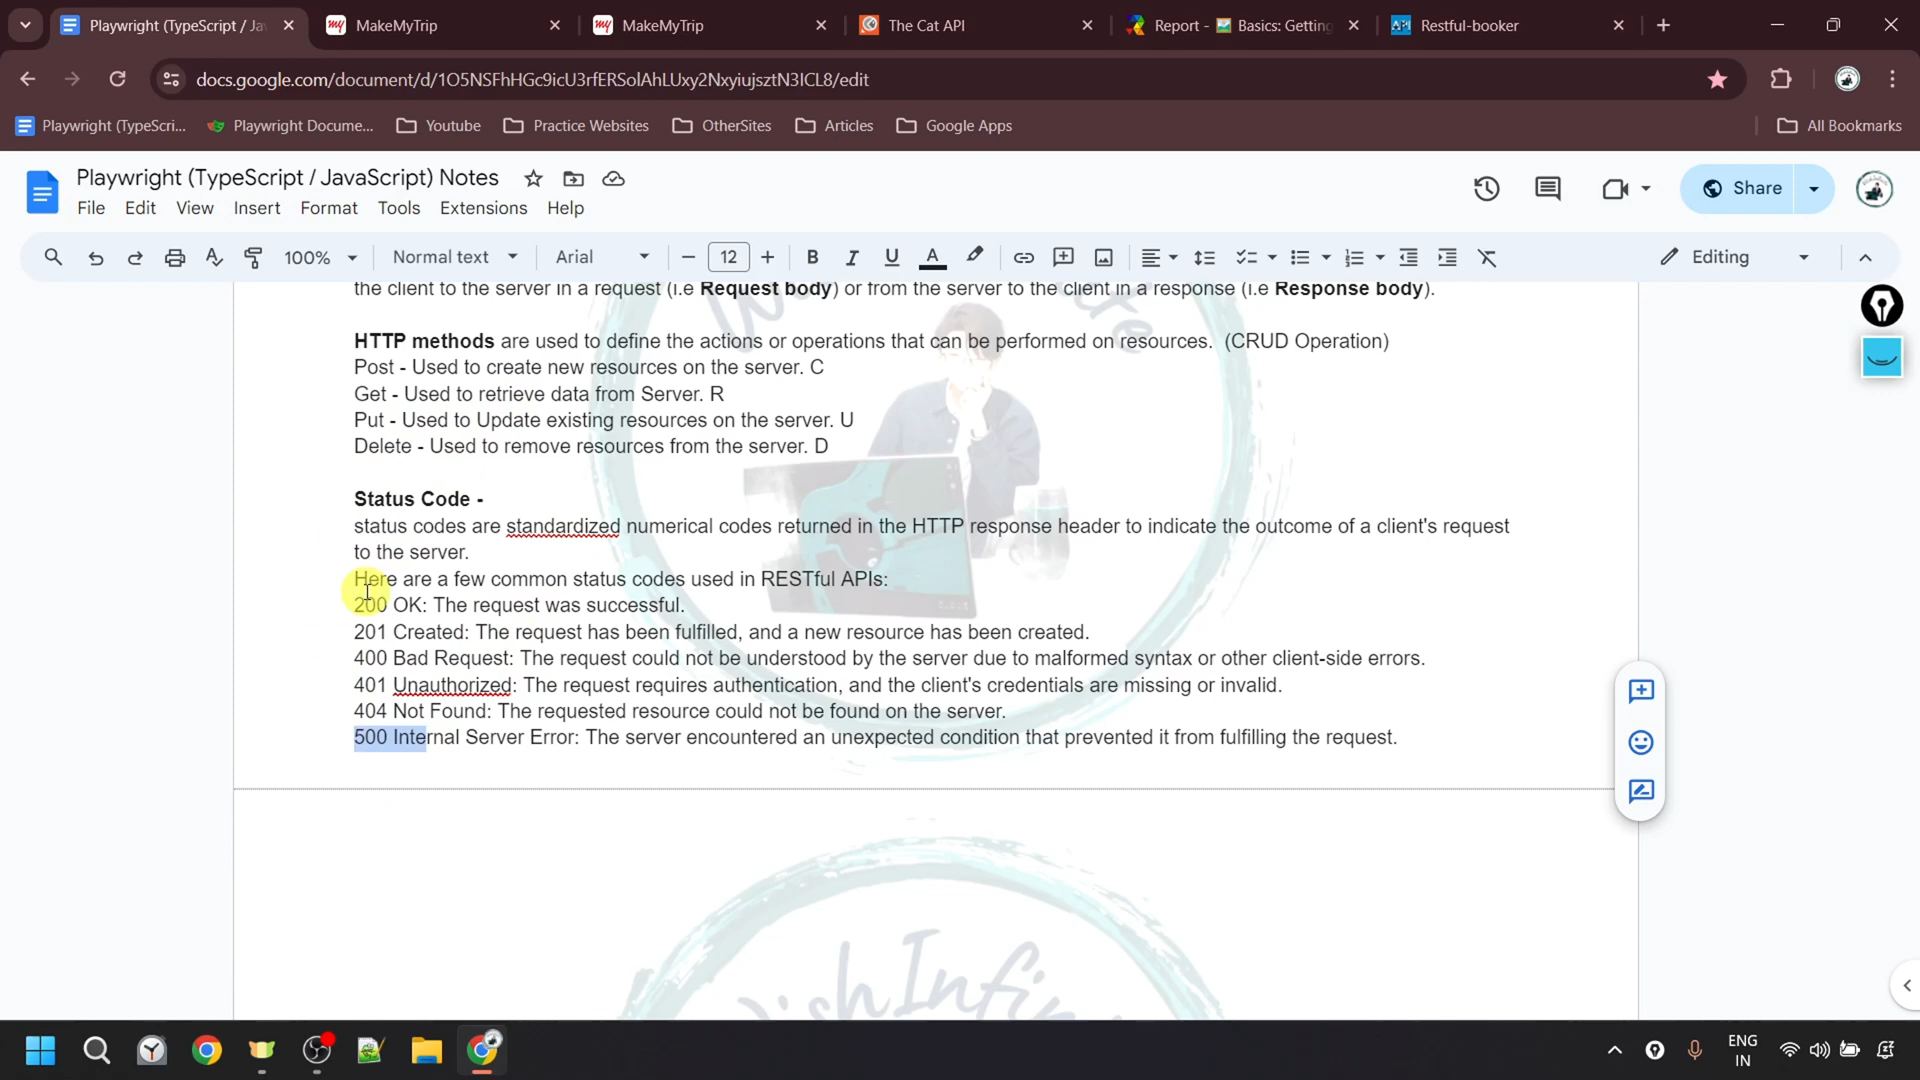 Playwright (TypeScript / Ja
MakeMyTrip
MakeMyTrip
The Cat API
Report - 🖼️ Basics: Getting
Restful-booker
docs.google.com/document/d/1O5NSFhHGc9icU3rfERSolAhLUxy2NxyiujsztN3ICL8/edit
Playwright (TypeScri...
Playwright Docume...
Youtube
Practice Websites
OtherSites
Articles
Google Apps
All Bookmarks
Playwright (TypeScript / JavaScript) Notes
File Edit View Insert Format Tools Extensions Help
Share
100% Normal text Arial 12 B I U A Editing
the client to the server in a request (i.e Request body) or from the server to the client in a response (i.e Response body).
HTTP methods are used to define the actions or operations that can be performed on resources. (CRUD Operation)
Post - Used to create new resources on the server. C
Get - Used to retrieve data from Server. R
Put - Used to Update existing resources on the server. U
Delete - Used to remove resources from the server. D
Status Code -
status codes are standardized numerical codes returned in the HTTP response header to indicate the outcome of a client's request
to the server.
Here are a few common status codes used in RESTful APIs:
200 OK: The request was successful.
201 Created: The request has been fulfilled, and a new resource has been created.
400 Bad Request: The request could not be understood by the server due to malformed syntax or other client-side errors.
401 Unauthorized: The request requires authentication, and the client's credentials are missing or invalid.
404 Not Found: The requested resource could not be found on the server.
500 Internal Server Error: The server encountered an unexpected condition that prevented it from fulfilling the request.
ENG
IN